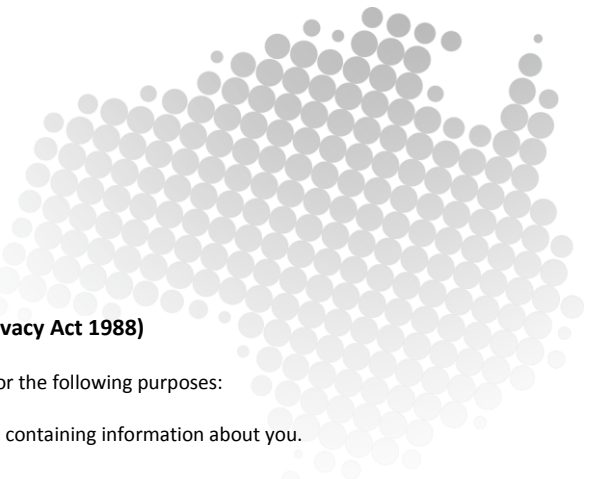 vacy Act 1988)
or the following purposes:
containing information about you.